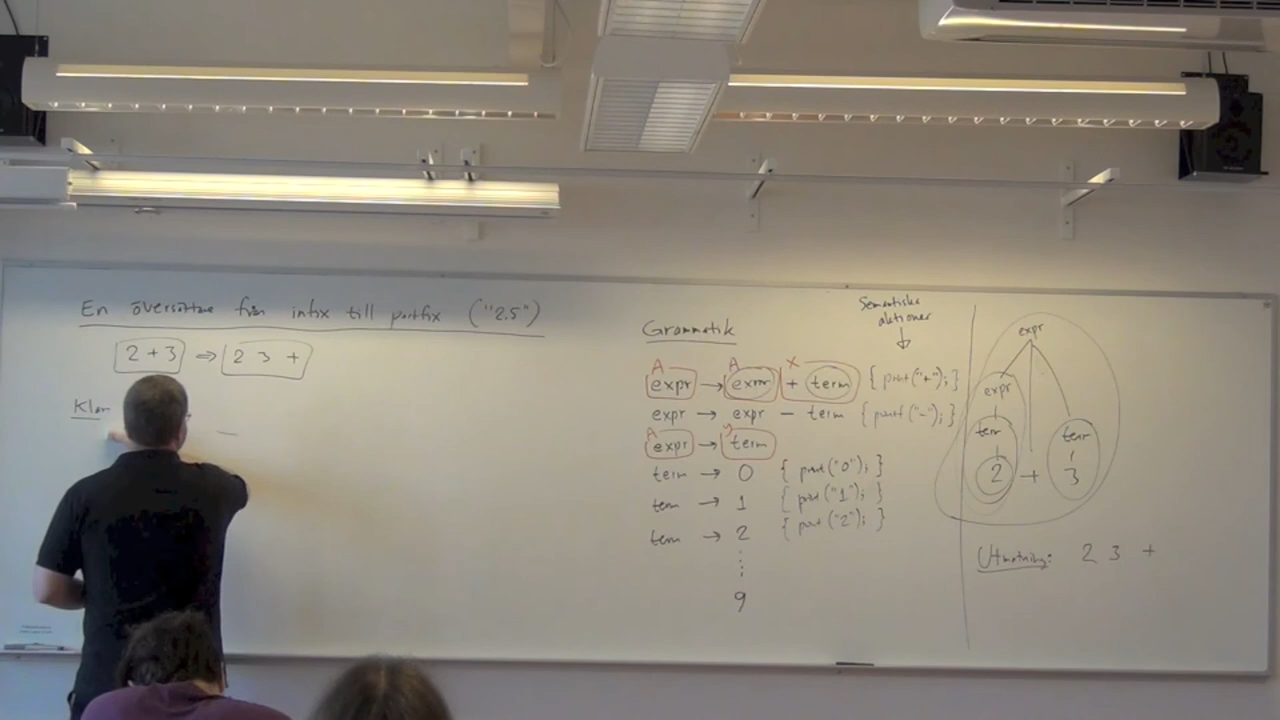 En översättare från infix till postfix ("2.5")
2 + 3 ⇒ 2 3 +
Klar
Grammatik
Semantiska
aktioner
↓
A A X
expr → expr + term { print("+"); }
expr → expr - term { print("-"); }
A y
expr → term
term → 0 { print("0"); }
term → 1 { print("1"); }
term → 2 { print("2"); }
⋮
9
expr
expr
term term
2 + 3
Utmatning: 2 3 +